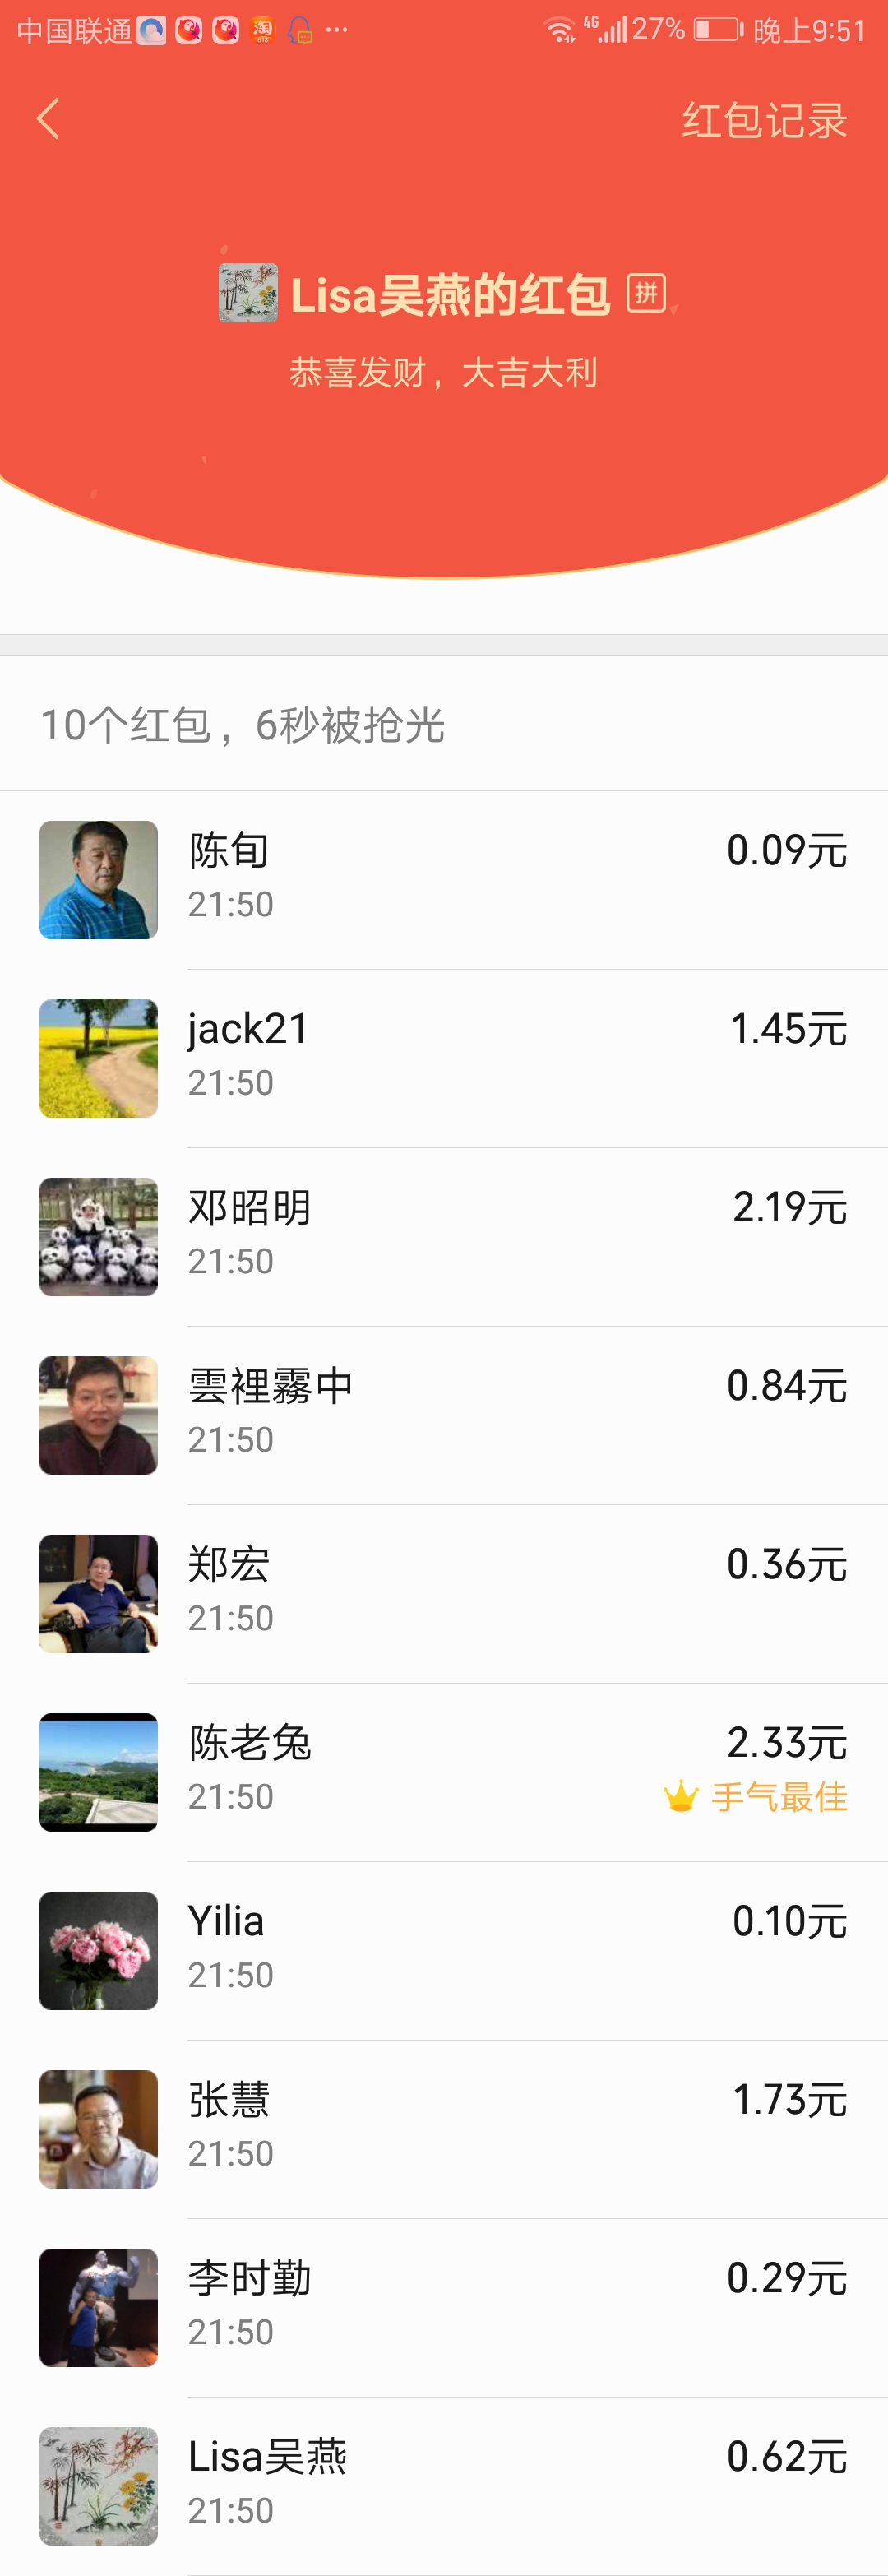 中国联通 淘 ... 4G 27% 晚上9:51
红包记录
Lisa吴燕的红包 拼
恭喜发财，大吉大利
10个红包，6秒被抢光
陈旬 0.09元
21:50
jack21 1.45元
21:50
邓昭明 2.19元
21:50
雲裡霧中 0.84元
21:50
郑宏 0.36元
21:50
陈老兔 2.33元
21:50 手气最佳
Yilia 0.10元
21:50
张慧 1.73元
21:50
李时勤 0.29元
21:50
Lisa吴燕 0.62元
21:50